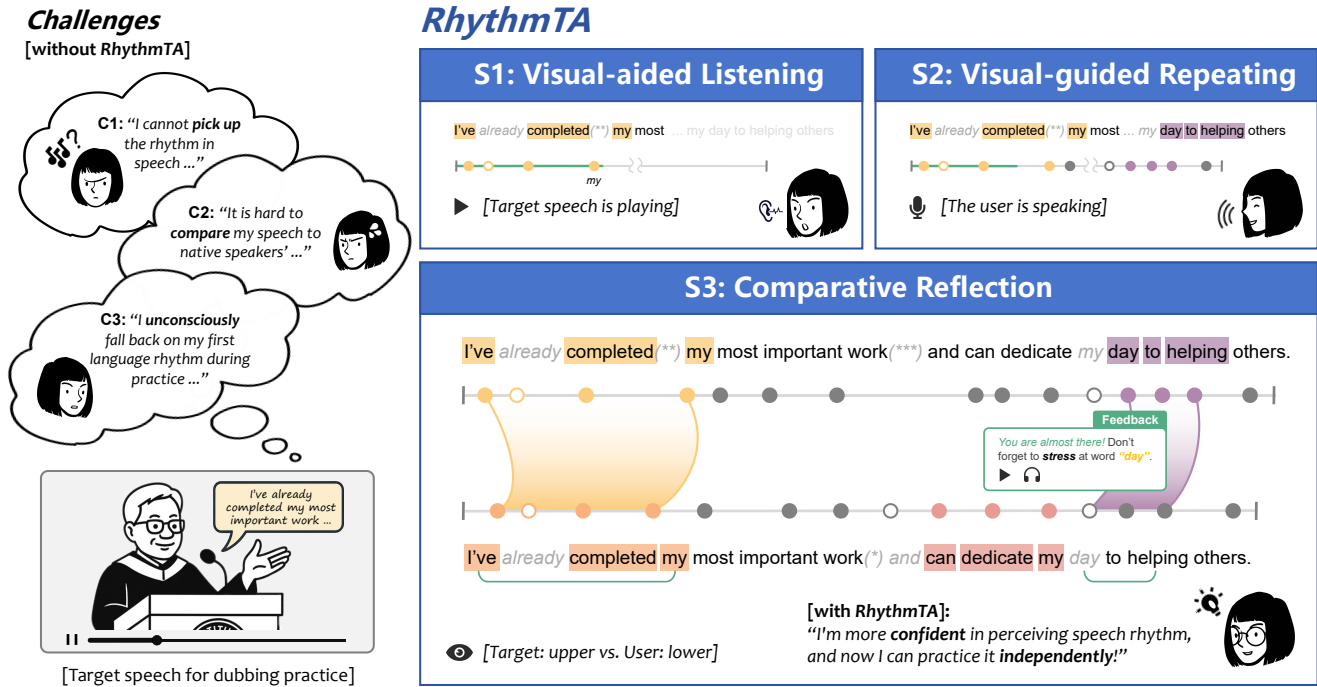 Challenges
[without RhythmTA]
C1: "I cannot pick up
the rhythm in
speech ..."
C2: "It is hard to
compare my speech to
native speakers' ..."
C3: "I unconsciously
fall back on my first
language rhythm during
practice ..."
I've already
completed my most
important work ...
[Target speech for dubbing practice]
RhythmTA
S1: Visual-aided Listening
I've already completed(**) my most ... my day to helping others
my
[Target speech is playing]
S2: Visual-guided Repeating
I've already completed(**) my most ... my day to helping others
[The user is speaking]
S3: Comparative Reflection
I've already completed(**) my most important work(***) and can dedicate my day to helping others.
Feedback
You are almost there! Don't
forget to stress at word "day".
I've already completed my most important work(*) and can dedicate my day to helping others.
[Target: upper vs. User: lower]
[with RhythmTA]:
"I'm more confident in perceiving speech rhythm,
and now I can practice it independently!"